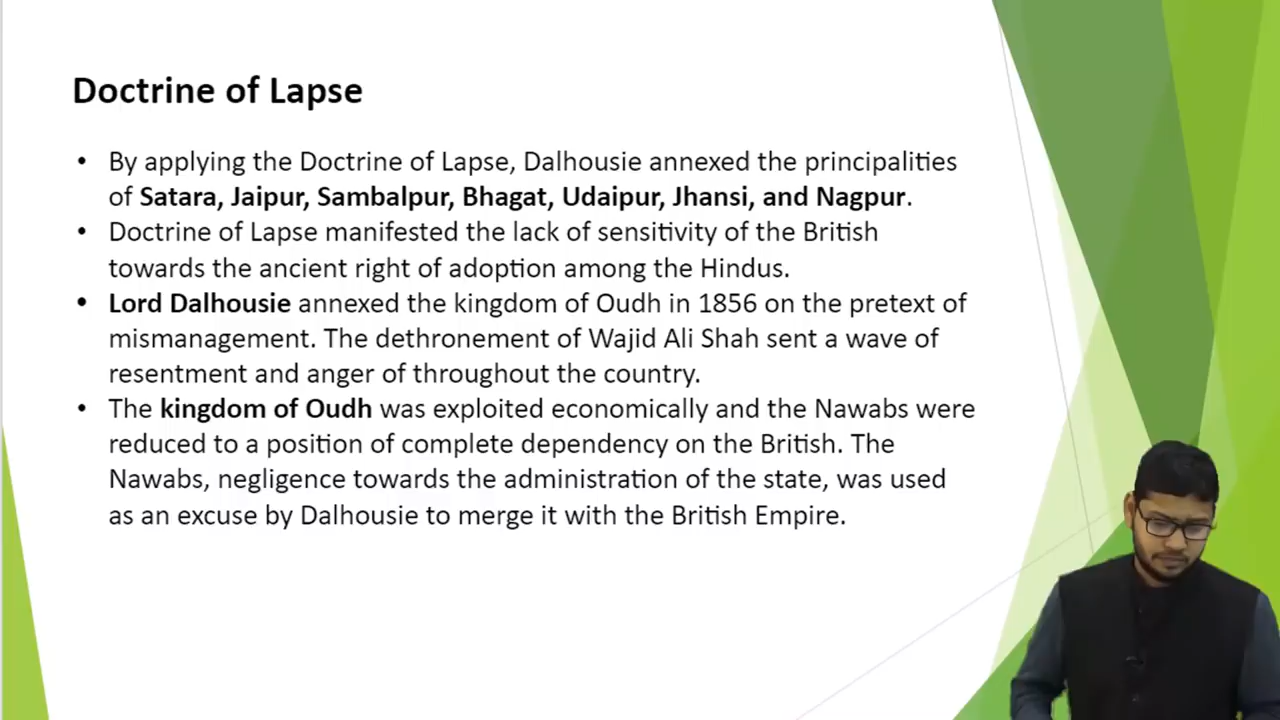 Doctrine of Lapse
• By applying the Doctrine of Lapse, Dalhousie annexed the principalities
of Satara, Jaipur, Sambalpur, Bhagat, Udaipur, Jhansi, and Nagpur.
• Doctrine of Lapse manifested the lack of sensitivity of the British
towards the ancient right of adoption among the Hindus.
• Lord Dalhousie annexed the kingdom of Oudh in 1856 on the pretext of
mismanagement. The dethronement of Wajid Ali Shah sent a wave of
resentment and anger of throughout the country.
• The kingdom of Oudh was exploited economically and the Nawabs were
reduced to a position of complete dependency on the British. The
Nawabs, negligence towards the administration of the state, was used
as an excuse by Dalhousie to merge it with the British Empire.